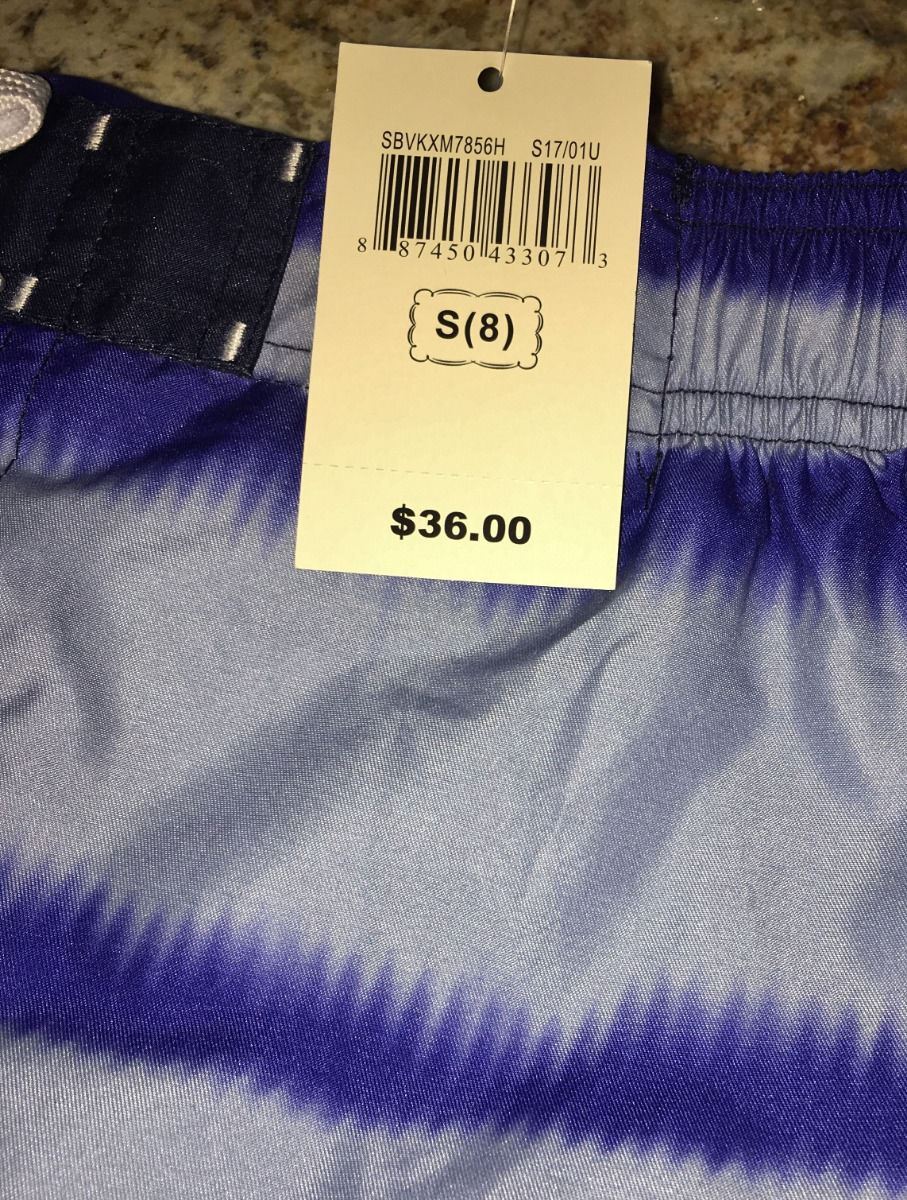 SBVKXM7856H S17/01U
8 87450 43307 3
S(8)
$36.00